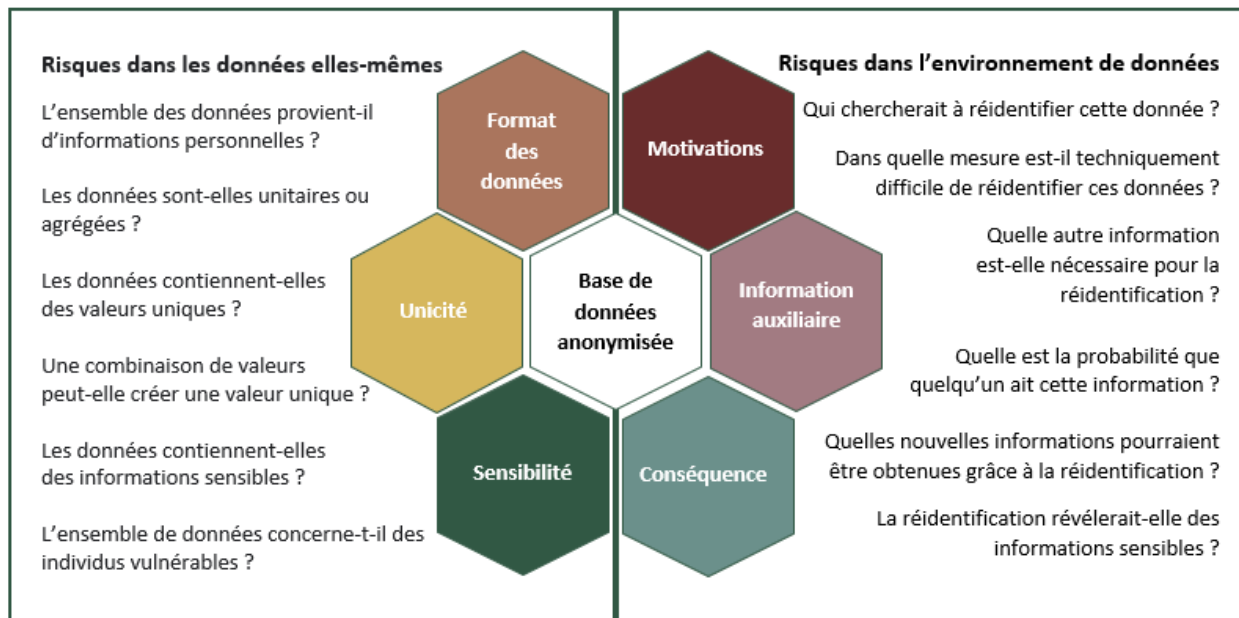 Risques dans les données elles-mêmes
L’ensemble des données provient-il
d’informations personnelles ?
Les données sont-elles unitaires ou
agrégées ?
Les données contiennent-elles
des valeurs uniques ?
Une combinaison de valeurs
peut-elle créer une valeur unique ?
Les données contiennent-elles
des informations sensibles ?
L’ensemble de données concerne-t-il des
individus vulnérables ?
Format
des
données
Unicité
Sensibilité
Base de
données
anonymisée
Motivations
Information
auxiliaire
Conséquence
Risques dans l’environnement de données
Qui chercherait à réidentifier cette donnée ?
Dans quelle mesure est-il techniquement
difficile de réidentifier ces données ?
Quelle autre information
est-elle nécessaire pour la
réidentification ?
Quelle est la probabilité que
quelqu’un ait cette information ?
Quelles nouvelles informations pourraient
être obtenues grâce à la réidentification ?
La réidentification révélerait-elle des
informations sensibles ?